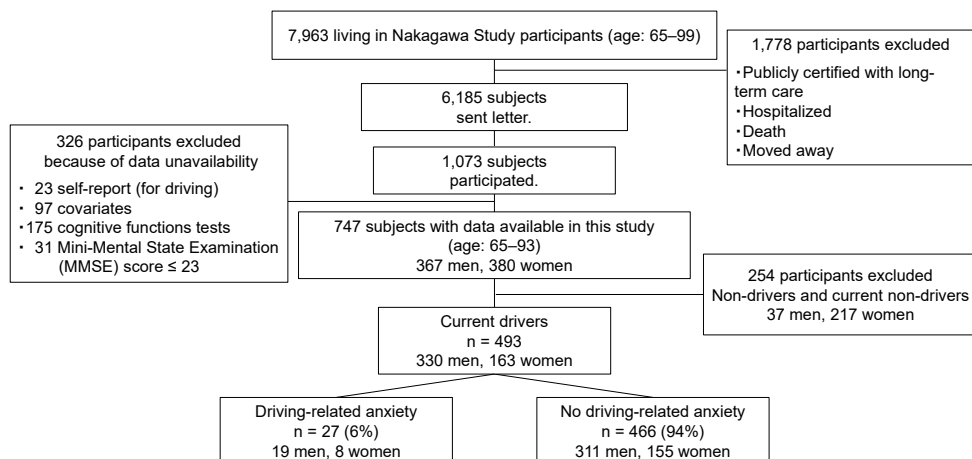 7,963 living in Nakagawa Study participants (age: 65–99)
1,778 participants excluded
・Publicly certified with long-
term care
・Hospitalized
・Death
・Moved away
6,185 subjects
sent letter.
326 participants excluded
because of data unavailability
・ 23 self-report (for driving)
・ 97 covariates
・175 cognitive functions tests
・ 31 Mini-Mental State Examination
(MMSE) score ≤ 23
1,073 subjects
participated.
747 subjects with data available in this study
(age: 65–93)
367 men, 380 women
254 participants excluded
Non-drivers and current non-drivers
37 men, 217 women
Current drivers
n = 493
330 men, 163 women
Driving-related anxiety
n = 27 (6%)
19 men, 8 women
No driving-related anxiety
n = 466 (94%)
311 men, 155 women